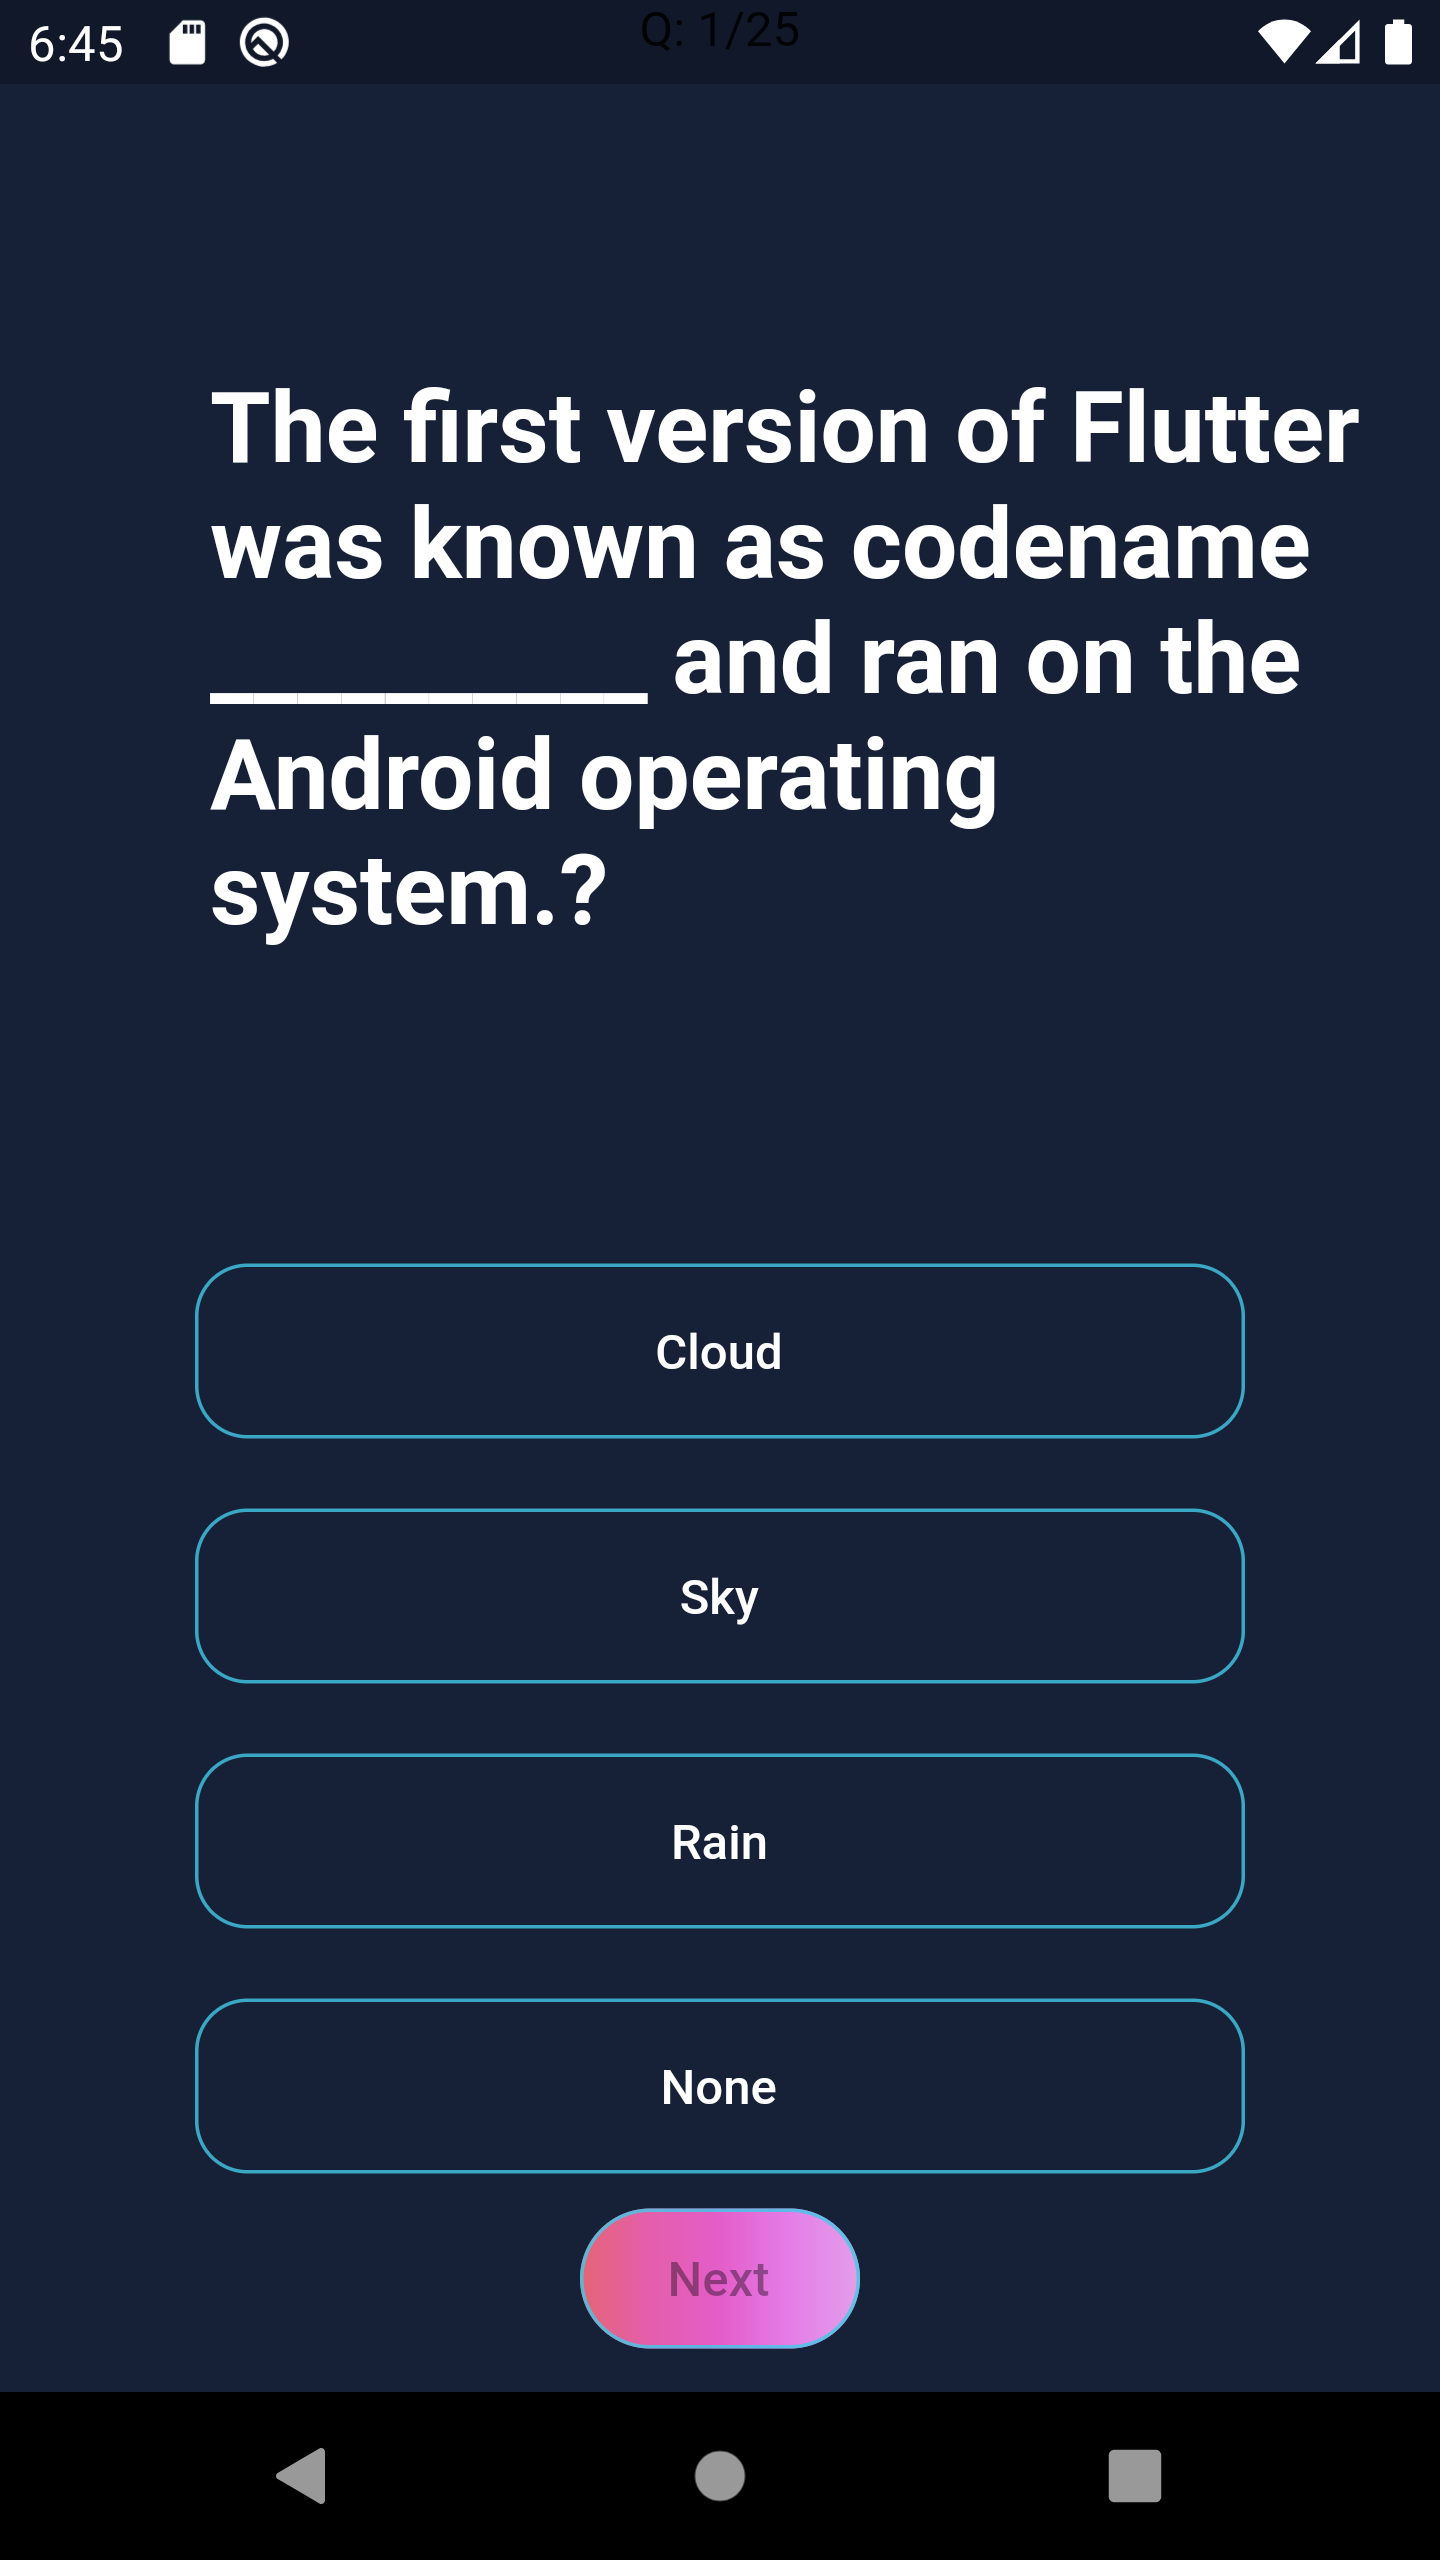 6:45
Q: 1/25
The first version of Flutter
was known as codename
__________ and ran on the
Android operating
system.?
Cloud
Sky
Rain
None
Next